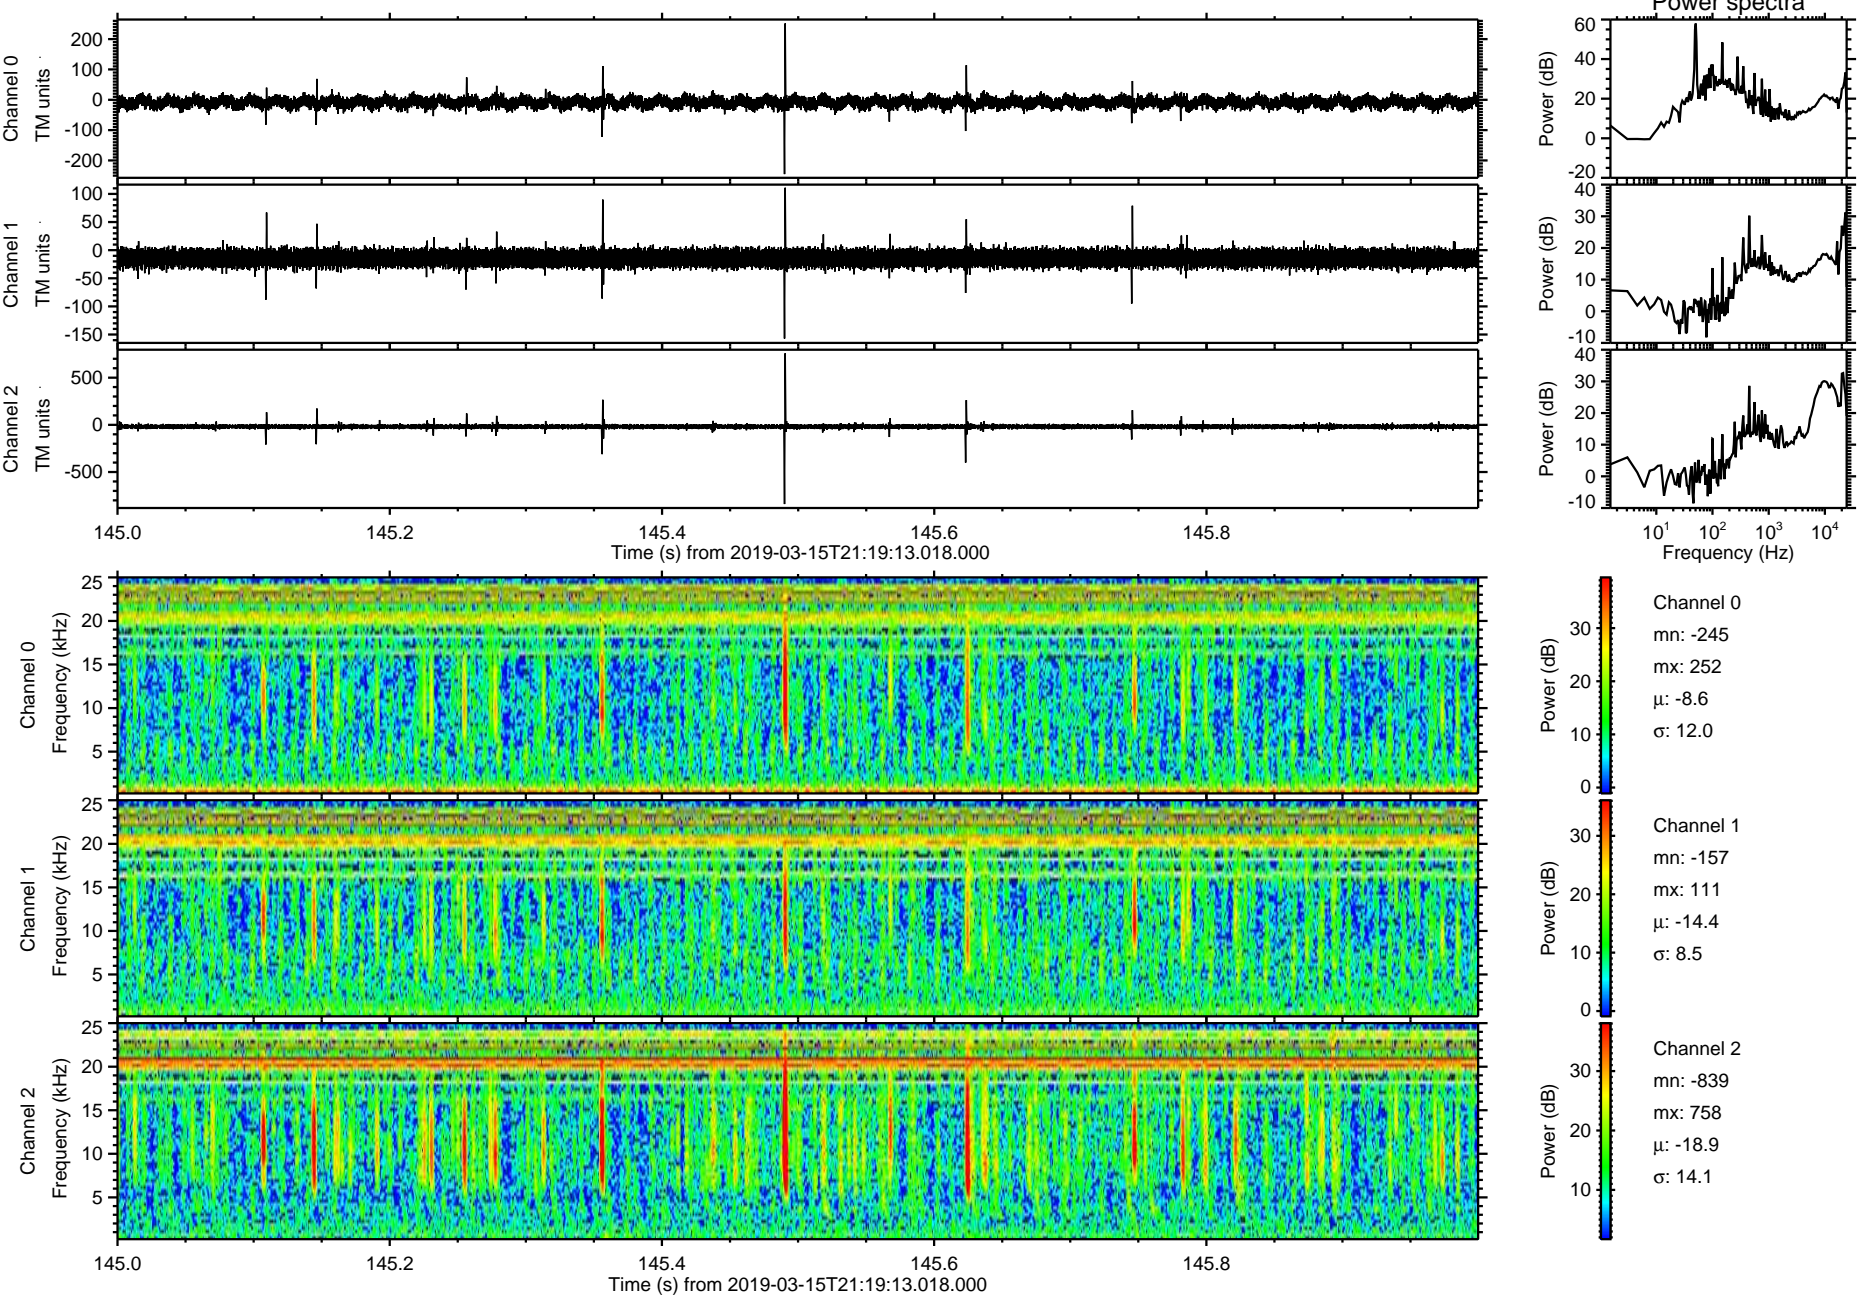 Power spectra
Channel 0
TM units
200
100
0
-100
-200
Power (dB)
60
40
20
0
-20
Channel 1
TM units
100
50
0
-50
-100
-150
Power (dB)
40
30
20
10
0
-10
Channel 2
TM units
500
0
-500
Power (dB)
40
30
20
10
0
-10
145.0 145.2 145.4 145.6 145.8
Time (s) from 2019-03-15T21:19:13.018.000
10¹ 10² 10³ 10⁴
Frequency (Hz)
Channel 0
Frequency (kHz)
25
20
15
10
5
Power (dB)
30
20
10
0
Channel 0
mn: -245
mx: 252
μ: -8.6
σ: 12.0
Channel 1
Frequency (kHz)
25
20
15
10
5
Power (dB)
30
20
10
0
Channel 1
mn: -157
mx: 111
μ: -14.4
σ: 8.5
Channel 2
Frequency (kHz)
25
20
15
10
5
Power (dB)
30
20
10
Channel 2
mn: -839
mx: 758
μ: -18.9
σ: 14.1
145.0 145.2 145.4 145.6 145.8
Time (s) from 2019-03-15T21:19:13.018.000